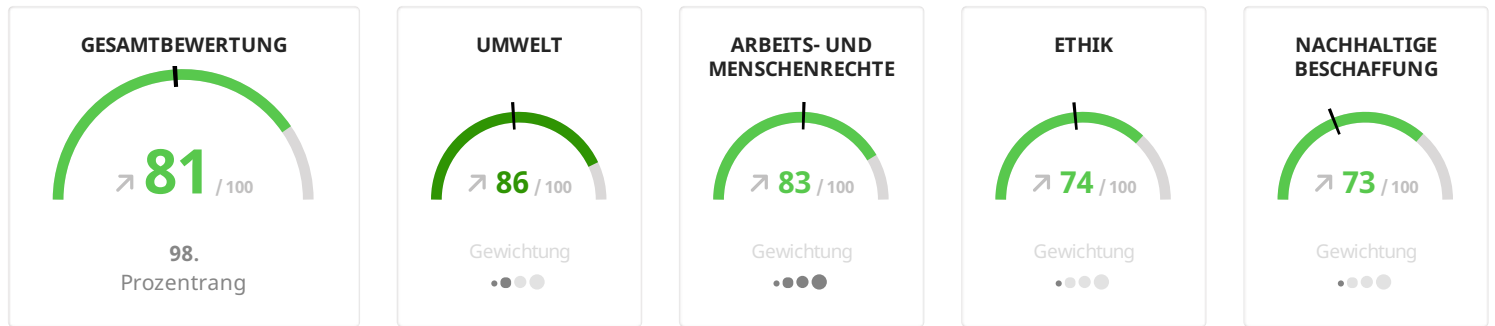 GESAMTBEWERTUNG
81 / 100
98.
Prozentrang
UMWELT
86 / 100
Gewichtung
ARBEITS- UND
MENSCHENRECHTE
83 / 100
Gewichtung
ETHIK
74 / 100
Gewichtung
NACHHALTIGE
BESCHAFFUNG
73 / 100
Gewichtung